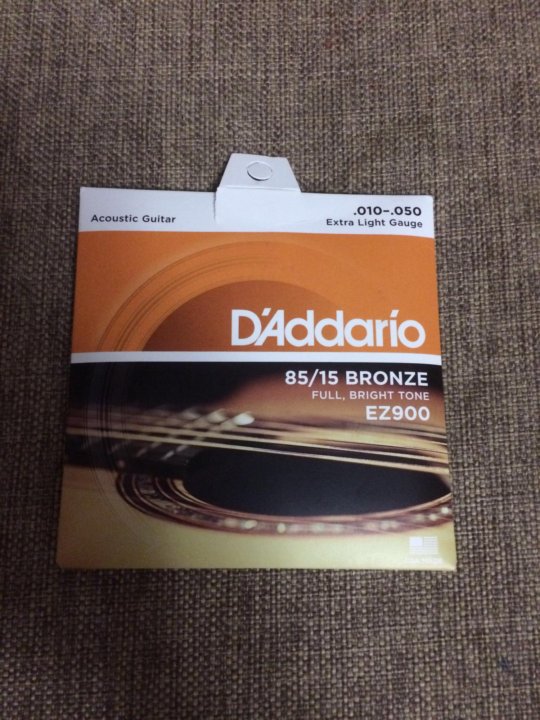 Acoustic Guitar
.010–.050
Extra Light Gauge
D'Addario
85/15 BRONZE
FULL, BRIGHT TONE
EZ900